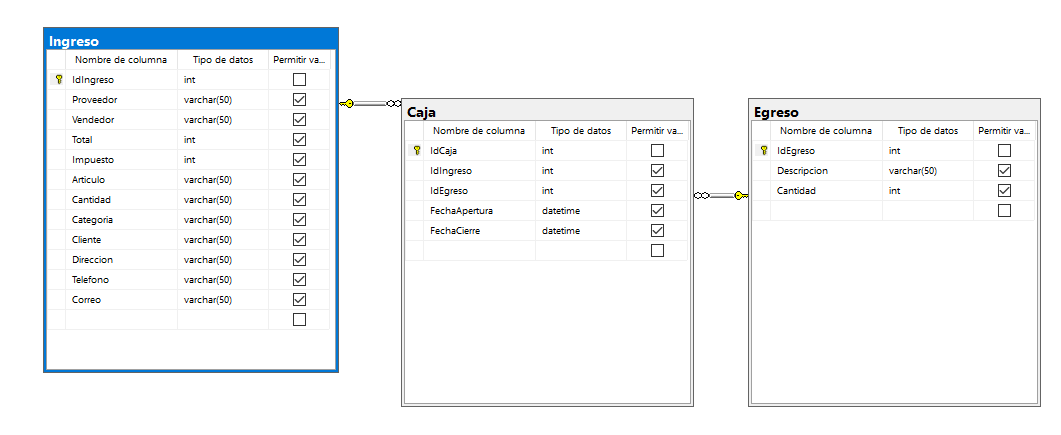 Ingreso
Nombre de columna Tipo de datos Permitir va...
IdIngreso int
Proveedor varchar(50)
Vendedor varchar(50)
Total int
Impuesto int
Articulo varchar(50)
Cantidad varchar(50)
Categoria varchar(50)
Cliente varchar(50)
Direccion varchar(50)
Telefono varchar(50)
Correo varchar(50)
Caja
Nombre de columna Tipo de datos Permitir va...
IdCaja int
IdIngreso int
IdEgreso int
FechaApertura datetime
FechaCierre datetime
Egreso
Nombre de columna Tipo de datos Permitir va...
IdEgreso int
Descripcion varchar(50)
Cantidad int